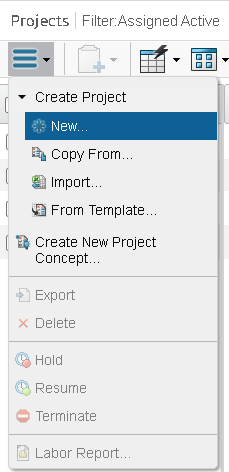 Projects Filter:Assigned Active
Create Project
New...
Copy From...
Import...
From Template...
Create New Project
Concept...
Export
Delete
Hold
Resume
Terminate
Labor Report...